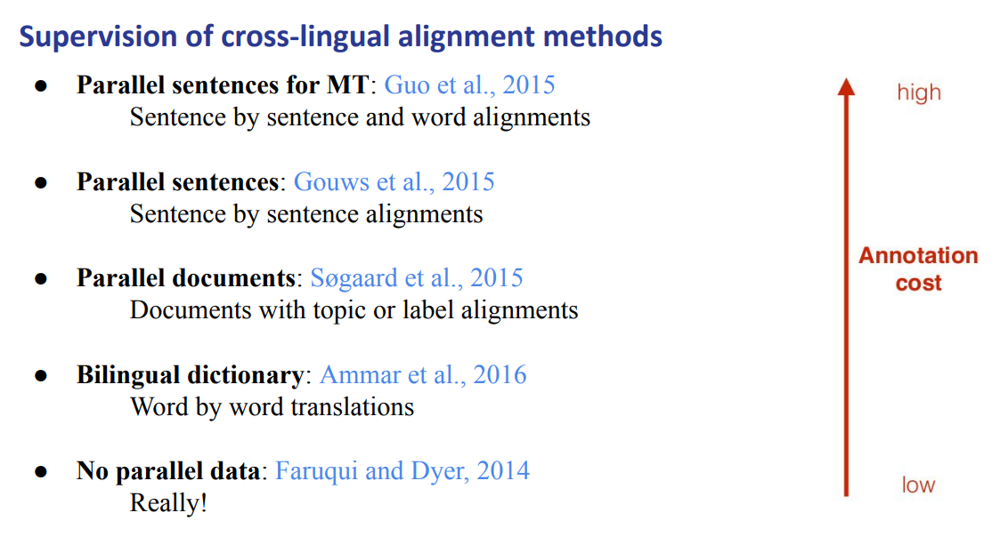 Supervision of cross-lingual alignment methods
● Parallel sentences for MT: Guo et al., 2015
Sentence by sentence and word alignments
● Parallel sentences: Gouws et al., 2015
Sentence by sentence alignments
● Parallel documents: Søgaard et al., 2015
Documents with topic or label alignments
● Bilingual dictionary: Ammar et al., 2016
Word by word translations
● No parallel data: Faruqui and Dyer, 2014
Really!
high
Annotation
cost
low